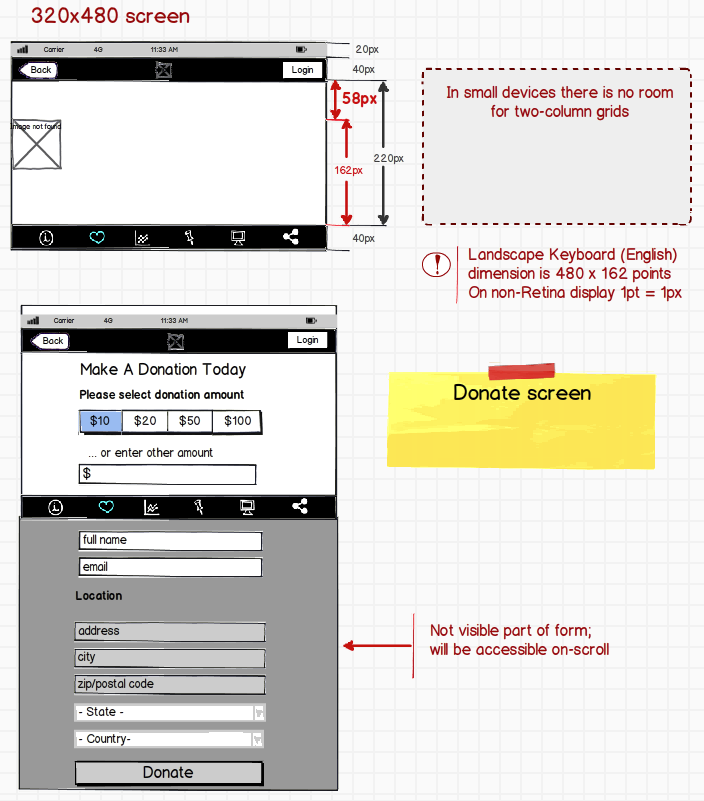 320x480 screen
Carrier 4G 11:33 AM
20px
Back
Login
40px
58px
Image not found
162px
220px
40px
In small devices there is no room
for two-column grids
Landscape Keyboard (English)
dimension is 480 x 162 points
On non-Retina display 1pt = 1px
Carrier 4G 11:33 AM
Back
Login
Make A Donation Today
Please select donation amount
$10 $20 $50 $100
... or enter other amount
$
Donate screen
full name
email
Location
address
city
zip/postal code
- State -
- Country-
Donate
Not visible part of form;
will be accessible on-scroll